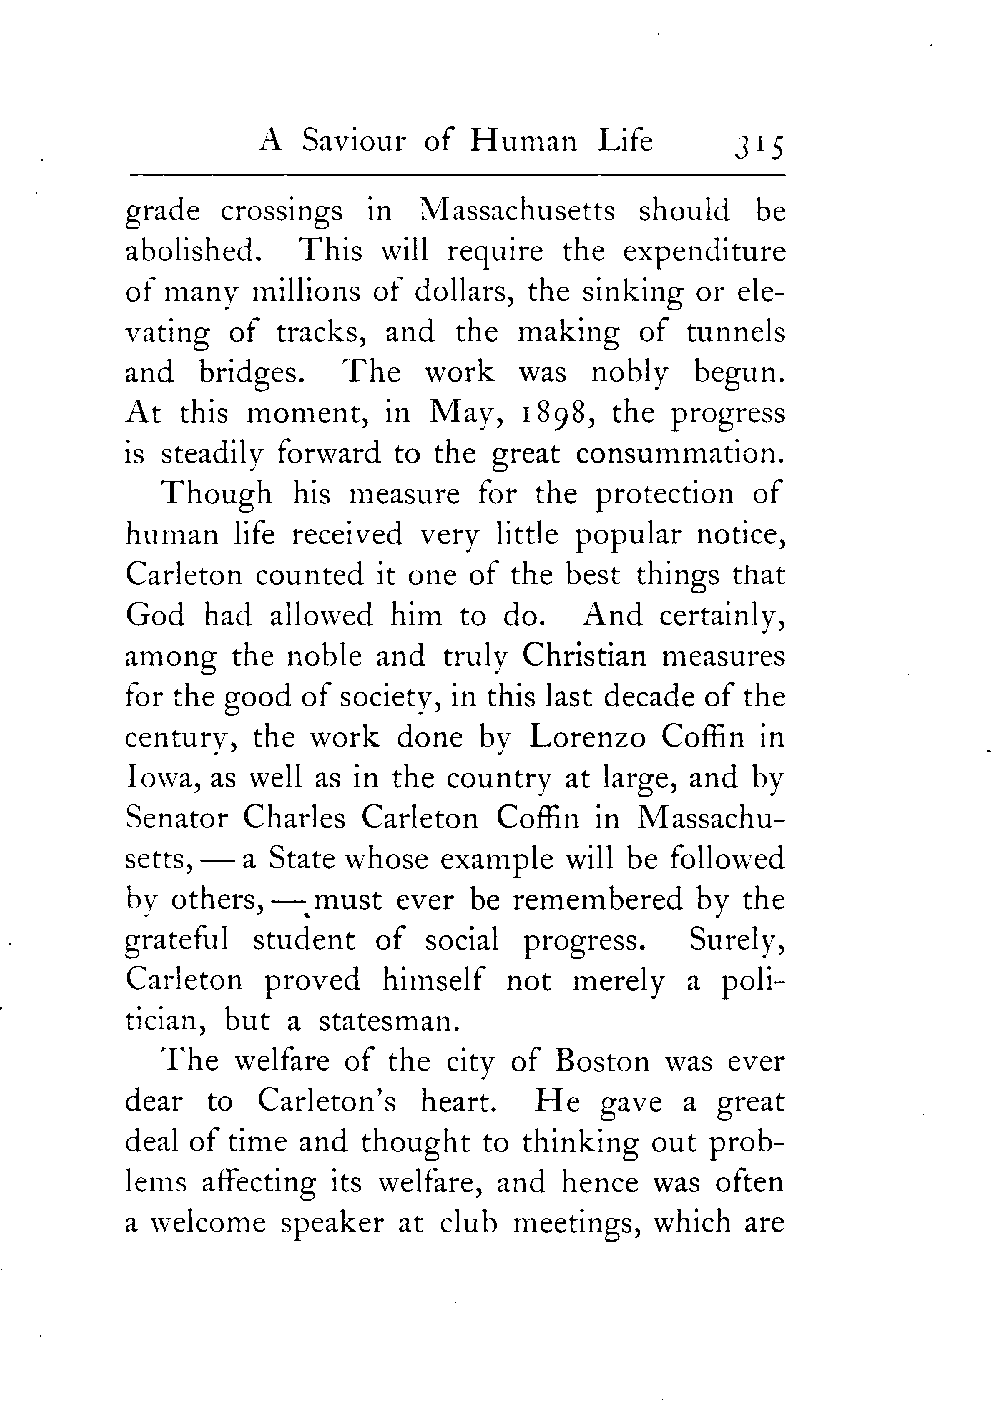 A Saviour of Human Life 315
grade crossings in Massachusetts should be
abolished. This will require the expenditure
of many millions of dollars, the sinking or ele-
vating of tracks, and the making of tunnels
and bridges. The work was nobly begun.
At this moment, in May, 1898, the progress
is steadily forward to the great consummation.
Though his measure for the protection of
human life received very little popular notice,
Carleton counted it one of the best things that
God had allowed him to do. And certainly,
among the noble and truly Christian measures
for the good of society, in this last decade of the
century, the work done by Lorenzo Coffin in
Iowa, as well as in the country at large, and by
Senator Charles Carleton Coffin in Massachu-
setts, — a State whose example will be followed
by others, — must ever be remembered by the
grateful student of social progress. Surely,
Carleton proved himself not merely a poli-
tician, but a statesman.
The welfare of the city of Boston was ever
dear to Carleton's heart. He gave a great
deal of time and thought to thinking out prob-
lems affecting its welfare, and hence was often
a welcome speaker at club meetings, which are